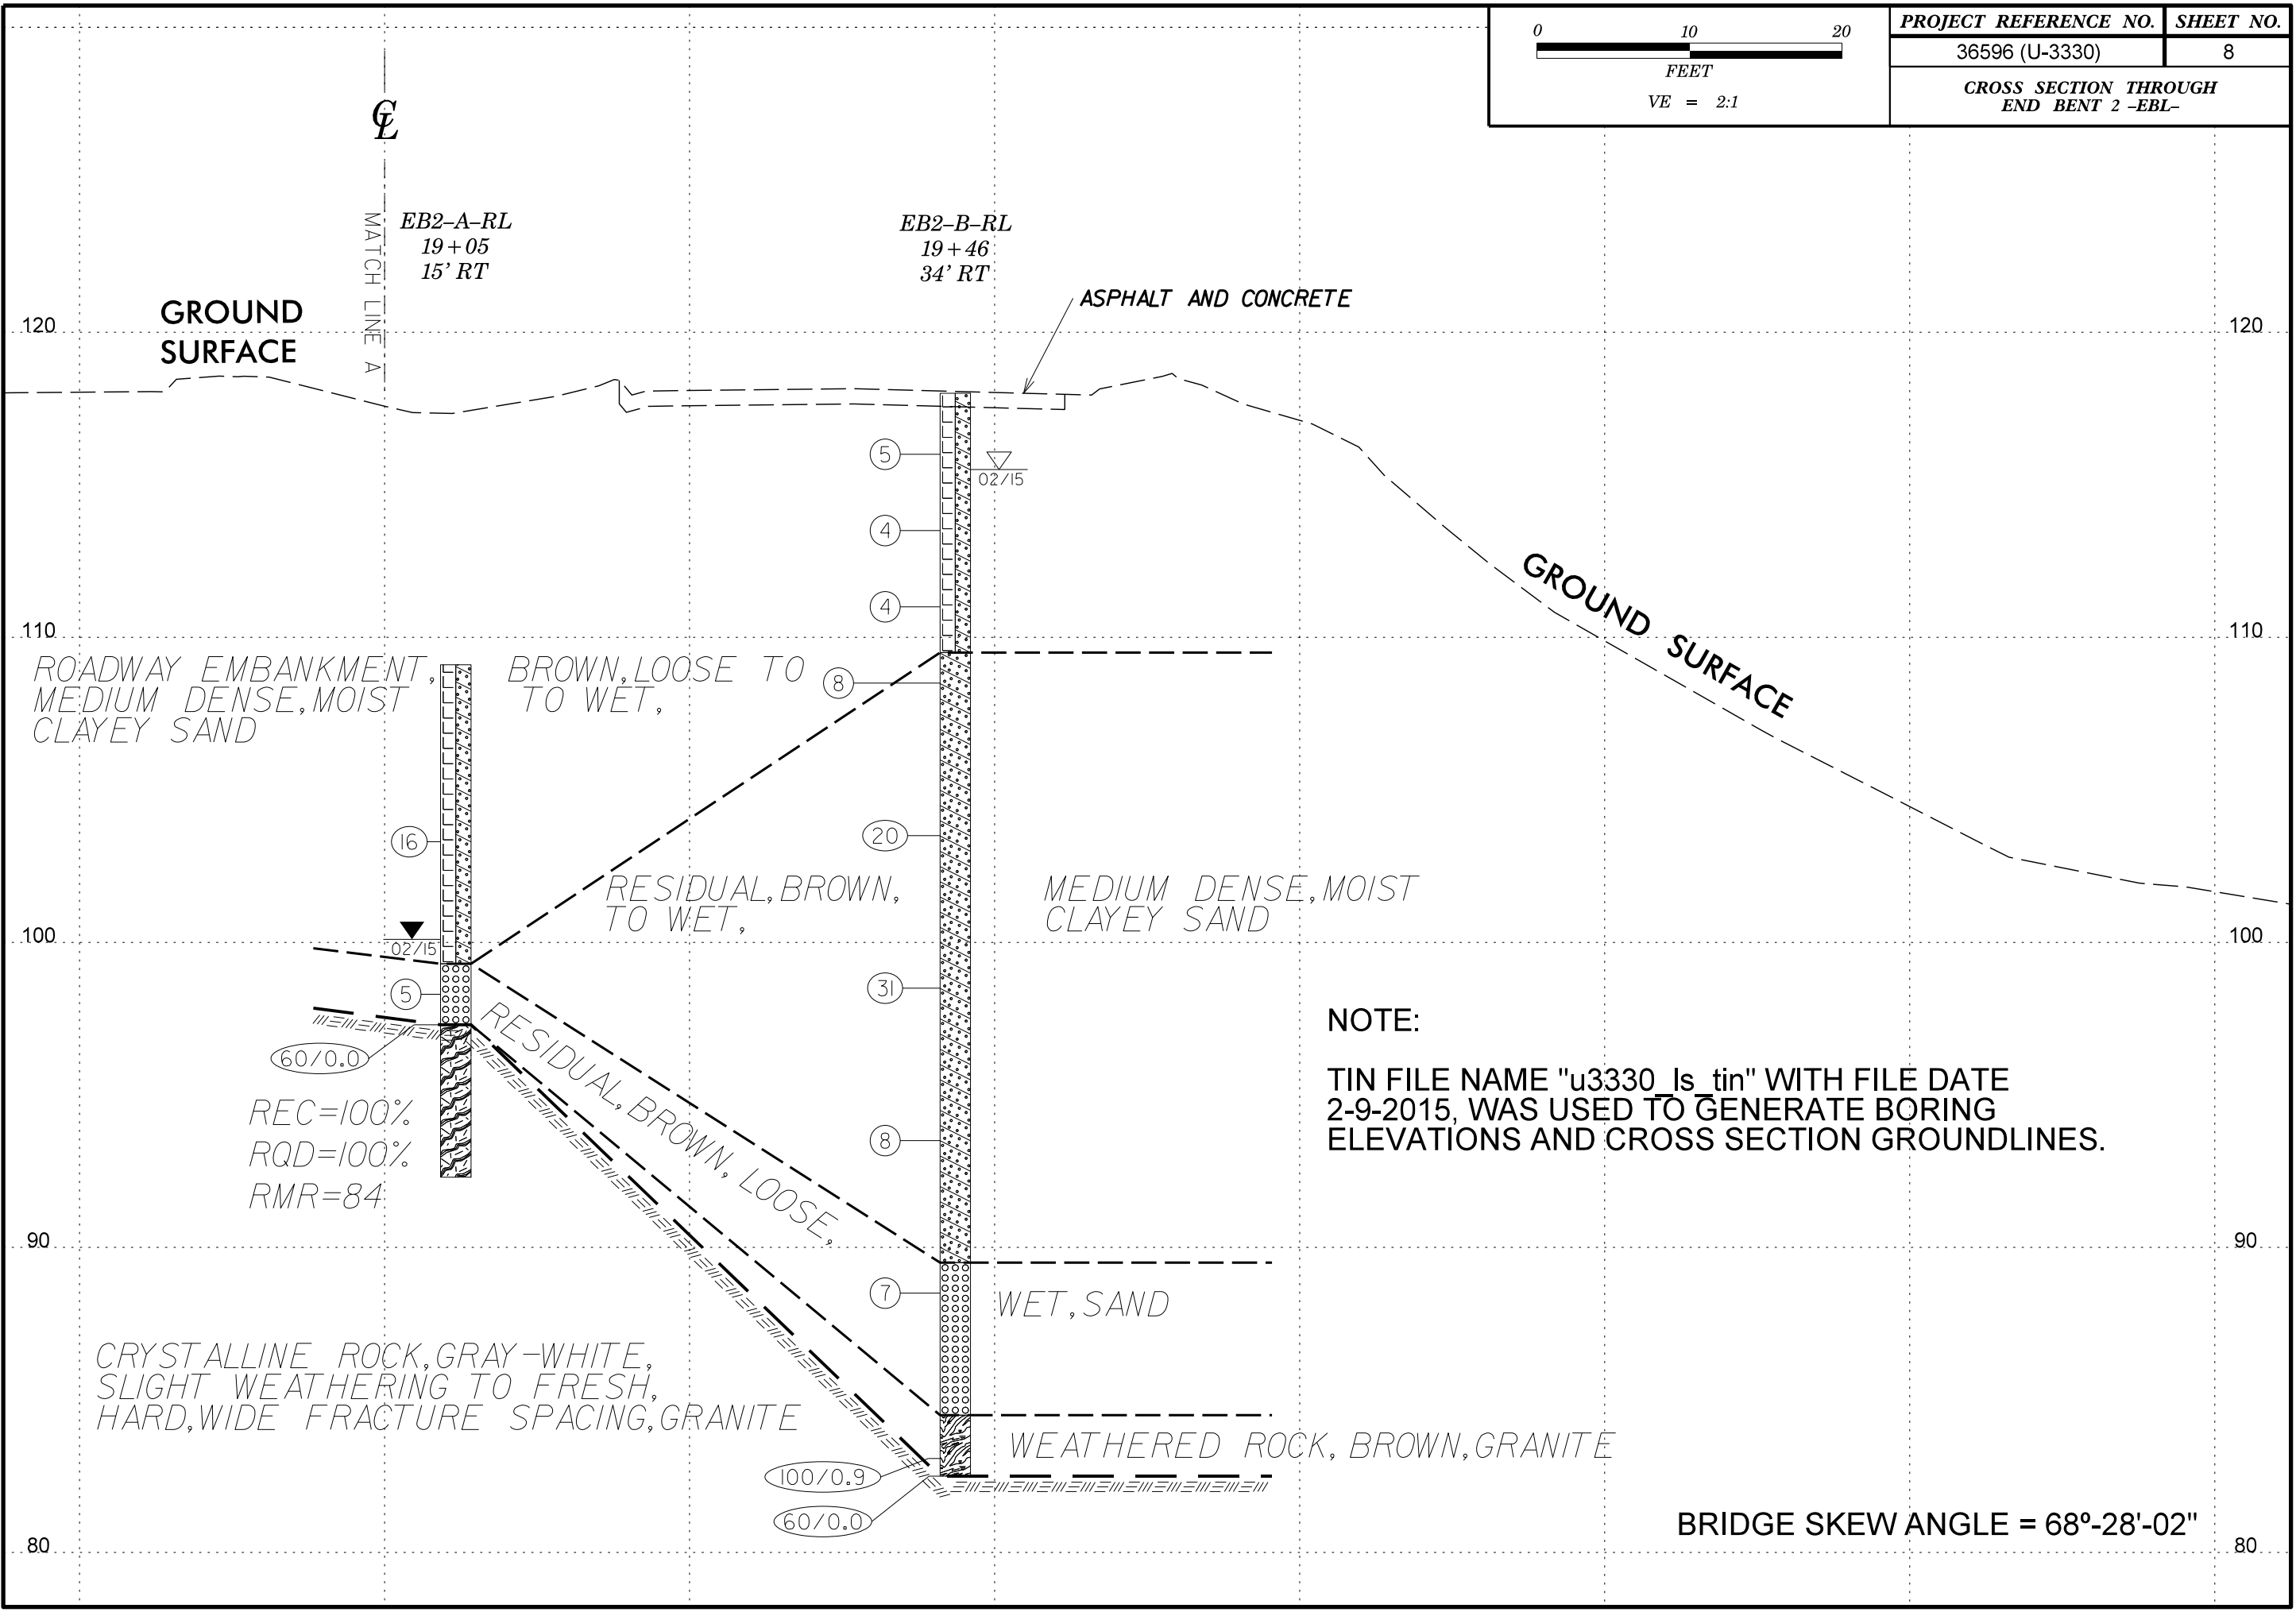 0 10 20
FEET
VE = 2:1
PROJECT REFERENCE NO. SHEET NO.
36596 (U-3330) 8
CROSS SECTION THROUGH
END BENT 2 –EBL–
℄
MATCH LINE A
EB2–A–RL
19+05
15' RT
EB2–B–RL
19+46
34' RT
ASPHALT AND CONCRETE
GROUND
SURFACE
120 120
5
02/15
4
4
GROUND SURFACE
110 110
ROADWAY EMBANKMENT, BROWN, LOOSE TO
MEDIUM DENSE, MOIST TO WET,
CLAYEY SAND
8
16
20
RESIDUAL, BROWN, MEDIUM DENSE, MOIST
TO WET, CLAYEY SAND
100 100
02/15
5
31
60/0.0
RESIDUAL, BROWN, LOOSE,
NOTE:
TIN FILE NAME "u3330_ls_tin" WITH FILE DATE
2-9-2015, WAS USED TO GENERATE BORING
ELEVATIONS AND CROSS SECTION GROUNDLINES.
REC=100%
RQD=100%
RMR=84
8
90 90
7
WET, SAND
CRYSTALLINE ROCK, GRAY-WHITE,
SLIGHT WEATHERING TO FRESH,
HARD, WIDE FRACTURE SPACING, GRANITE
WEATHERED ROCK, BROWN, GRANITE
100/0.9
60/0.0
BRIDGE SKEW ANGLE = 68º-28'-02"
80 80